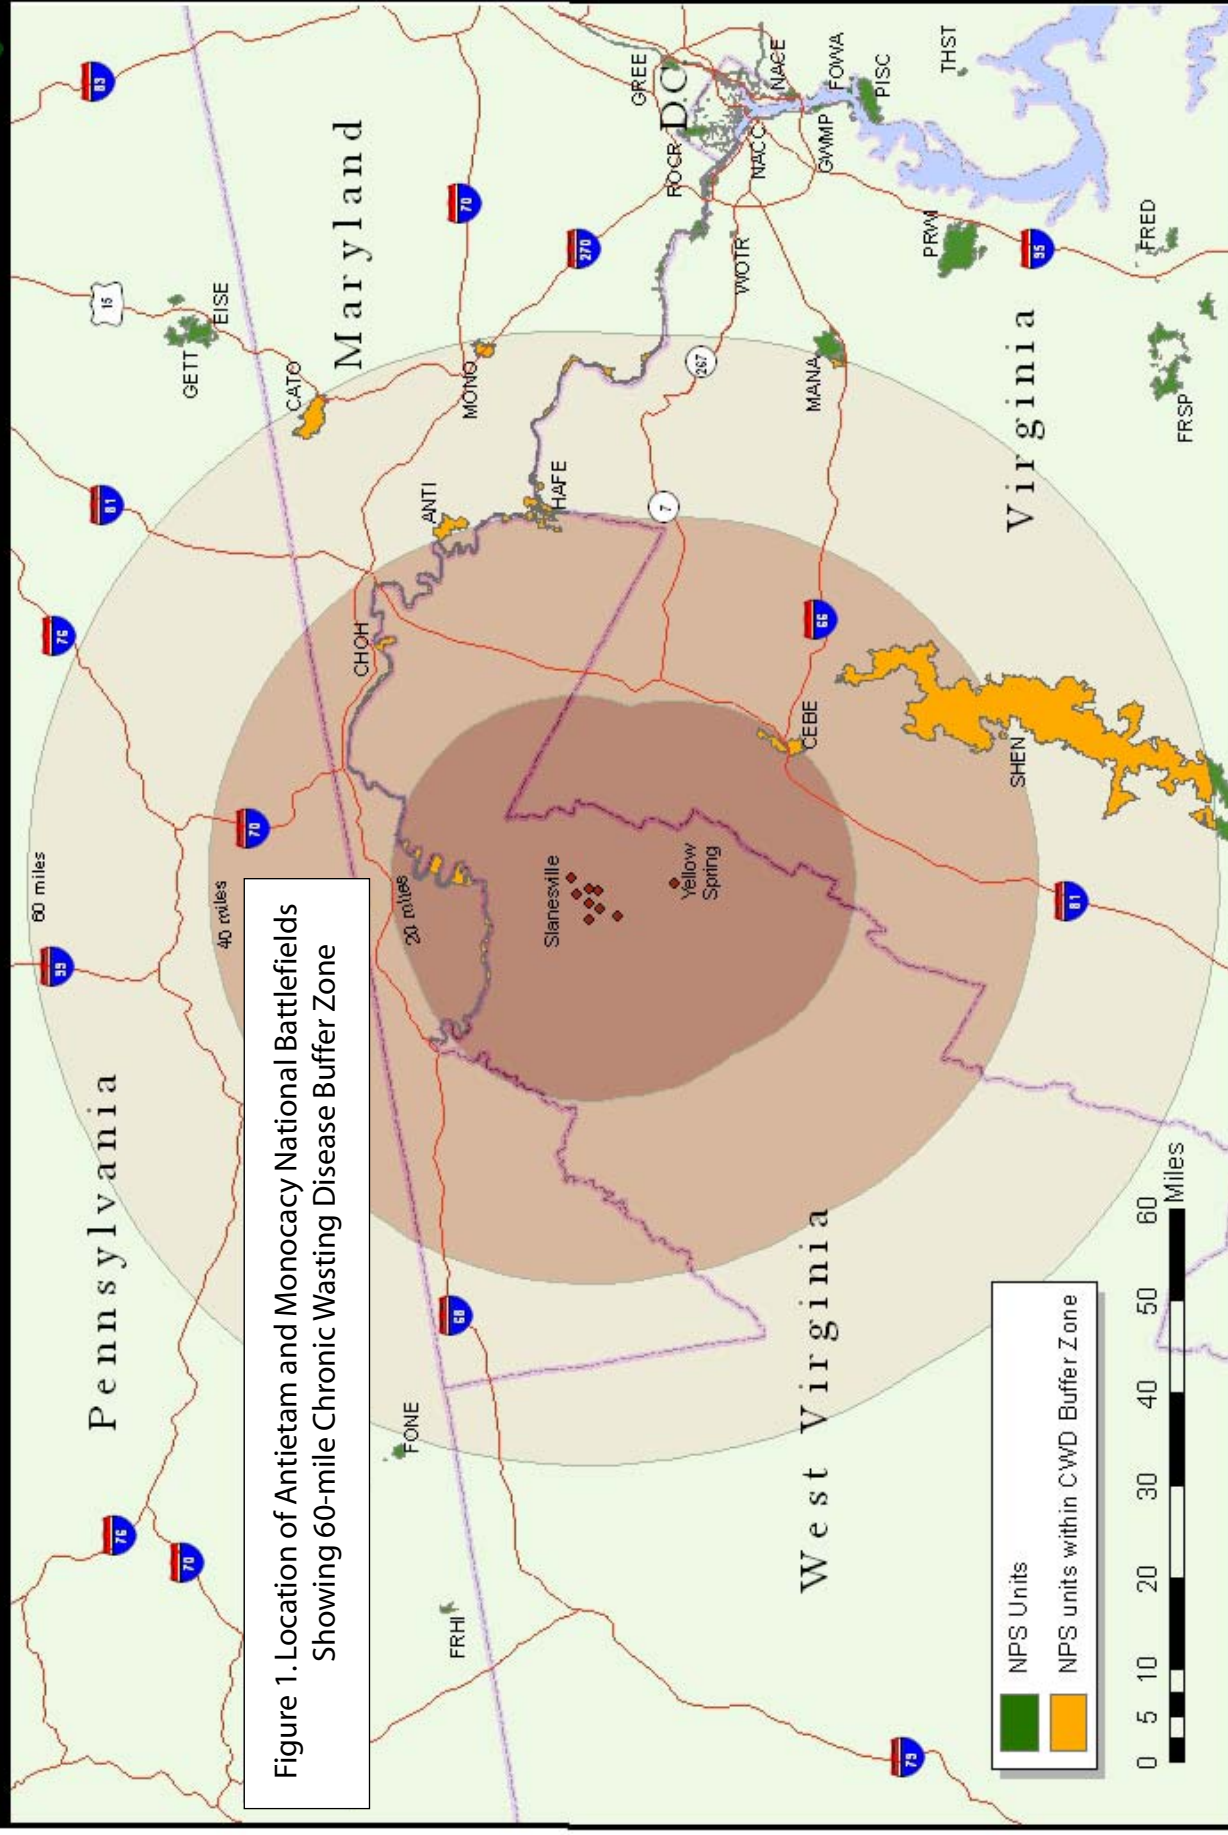 Figure 1. Location of Antietam and Monocacy National Battlefields
Showing 60-mile Chronic Wasting Disease Buffer Zone
Pennsylvania
Maryland
West Virginia
Virginia
DC
60 miles
40 miles
20 miles
Slanesville
Yellow
Spring
FRHI
FONE
CHOH
ANTI
HAFE
CATO
GETT
EISE
MONO
CEBE
SHEN
MANA
WOTR
ROCR
GREE
NACC
NACE
GWMP
FOWA
PISC
THST
PRWI
FRED
FRSP
76
70
99
70
76
81
15
83
70
270
68
79
81
66
7
267
95
NPS Units
NPS units within CWD Buffer Zone
0 5 10 20 30 40 50 60
Miles